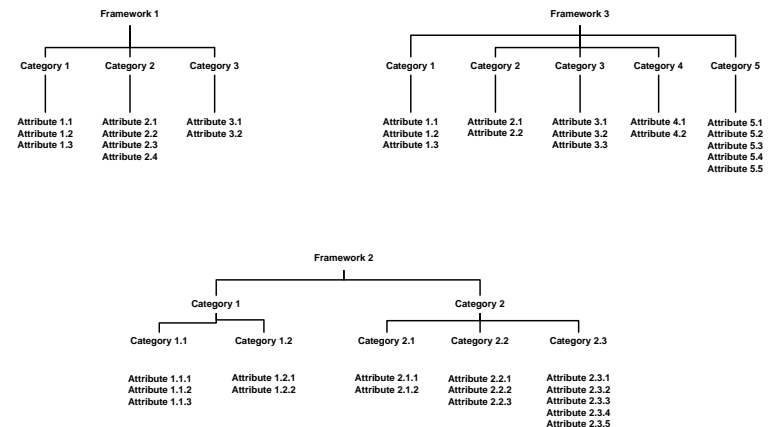 Framework 1
Category 1 Category 2 Category 3
Attribute 1.1 Attribute 2.1 Attribute 3.1
Attribute 1.2 Attribute 2.2 Attribute 3.2
Attribute 1.3 Attribute 2.3
Attribute 2.4
Framework 3
Category 1 Category 2 Category 3 Category 4 Category 5
Attribute 1.1 Attribute 2.1 Attribute 3.1 Attribute 4.1 Attribute 5.1
Attribute 1.2 Attribute 2.2 Attribute 3.2 Attribute 4.2 Attribute 5.2
Attribute 1.3 Attribute 3.3 Attribute 5.3
Attribute 5.4
Attribute 5.5
Framework 2
Category 1 Category 2
Category 1.1 Category 1.2 Category 2.1 Category 2.2 Category 2.3
Attribute 1.1.1 Attribute 1.2.1 Attribute 2.1.1 Attribute 2.2.1 Attribute 2.3.1
Attribute 1.1.2 Attribute 1.2.2 Attribute 2.1.2 Attribute 2.2.2 Attribute 2.3.2
Attribute 1.1.3 Attribute 2.2.3 Attribute 2.3.3
Attribute 2.3.4
Attribute 2.3.5